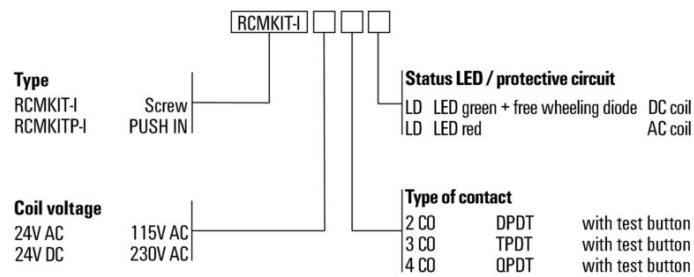 RCMKIT-I
Type
RCMKIT-I Screw
RCMKITP-I PUSH IN
Status LED / protective circuit
LD LED green + free wheeling diode DC coil
LD LED red AC coil
Coil voltage
24V AC 115V AC
24V DC 230V AC
Type of contact
2 CO DPDT with test button
3 CO TPDT with test button
4 CO QPDT with test button